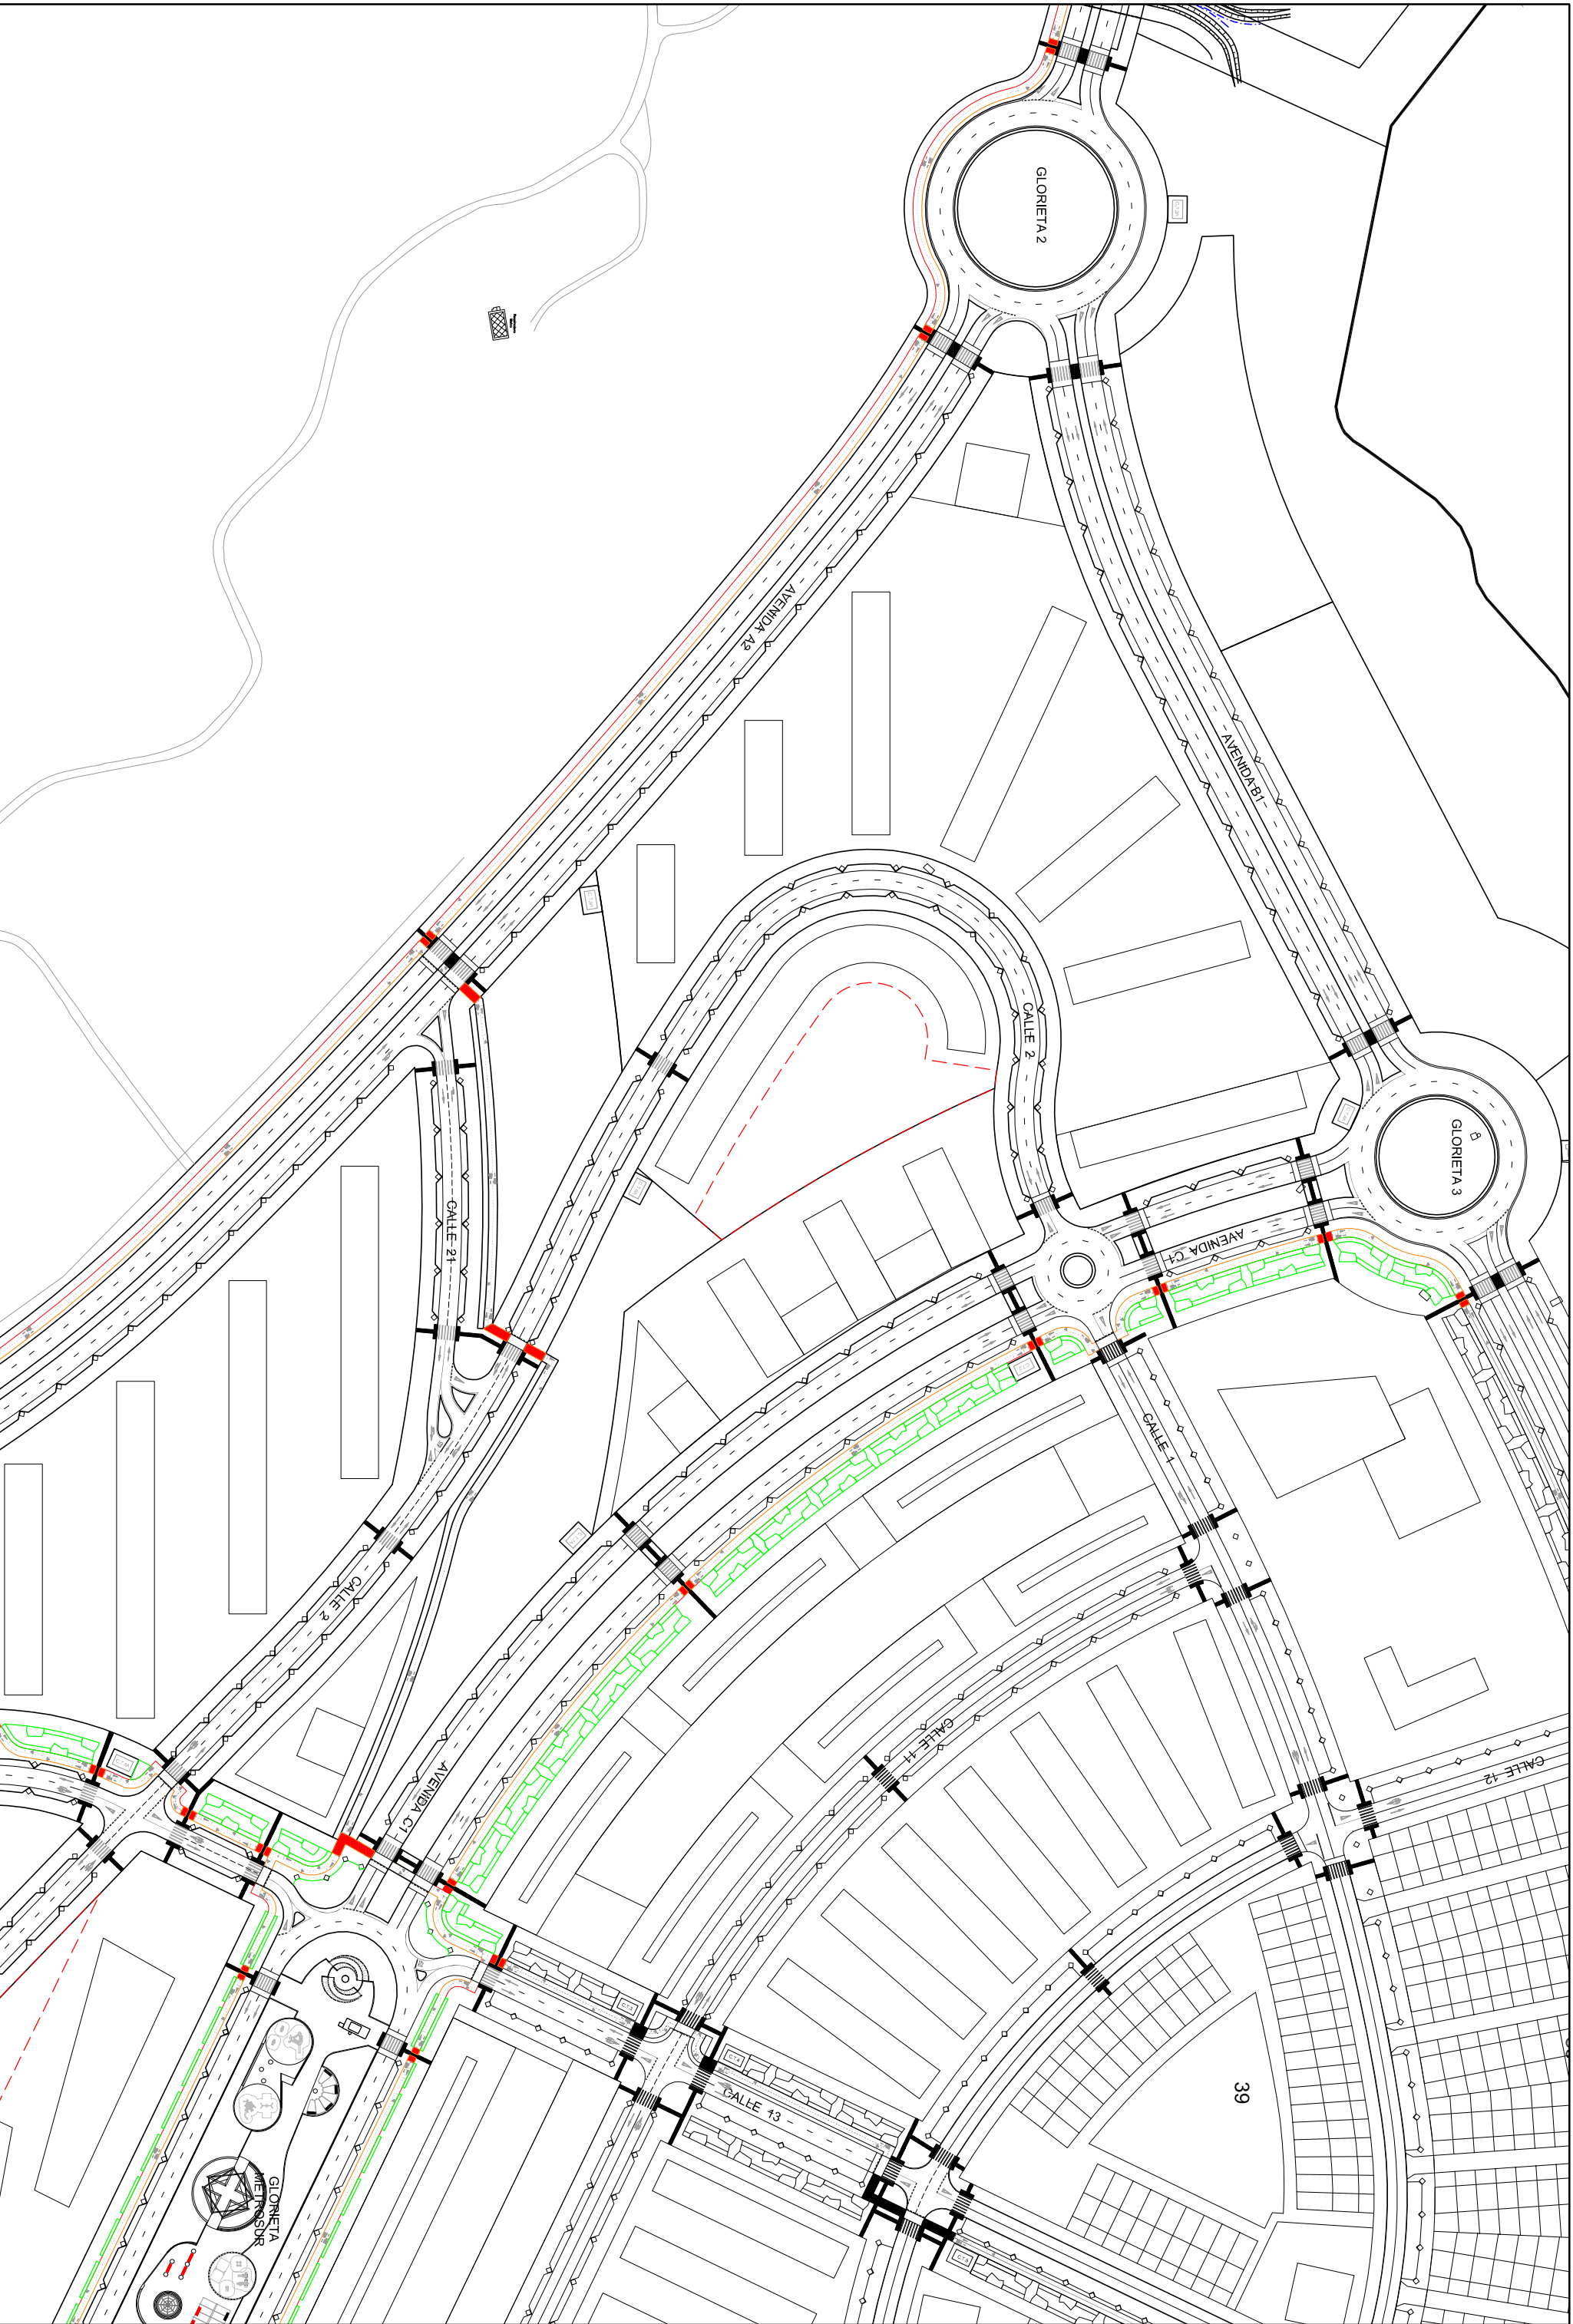 GLORIETA 2
AVENIDA A2
AVENIDA B1
CALLE 2
GLORIETA 3
AVENIDA C1
CALLE 21
CALLE 1
CALLE 2
CALLE 11
CALLE 12
AVENIDA C1
CALLE 13
39
GLORIETA
METROSUR